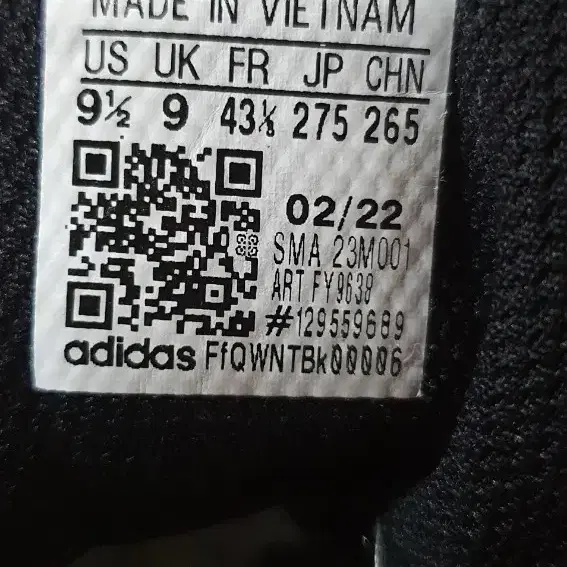 MADE IN VIETNAM
US UK FR JP CHN
9½ 9 43⅓ 275 265
02/22
SMA 23M001
ART FY9638
#129559689
adidas FfQWNTBk00006